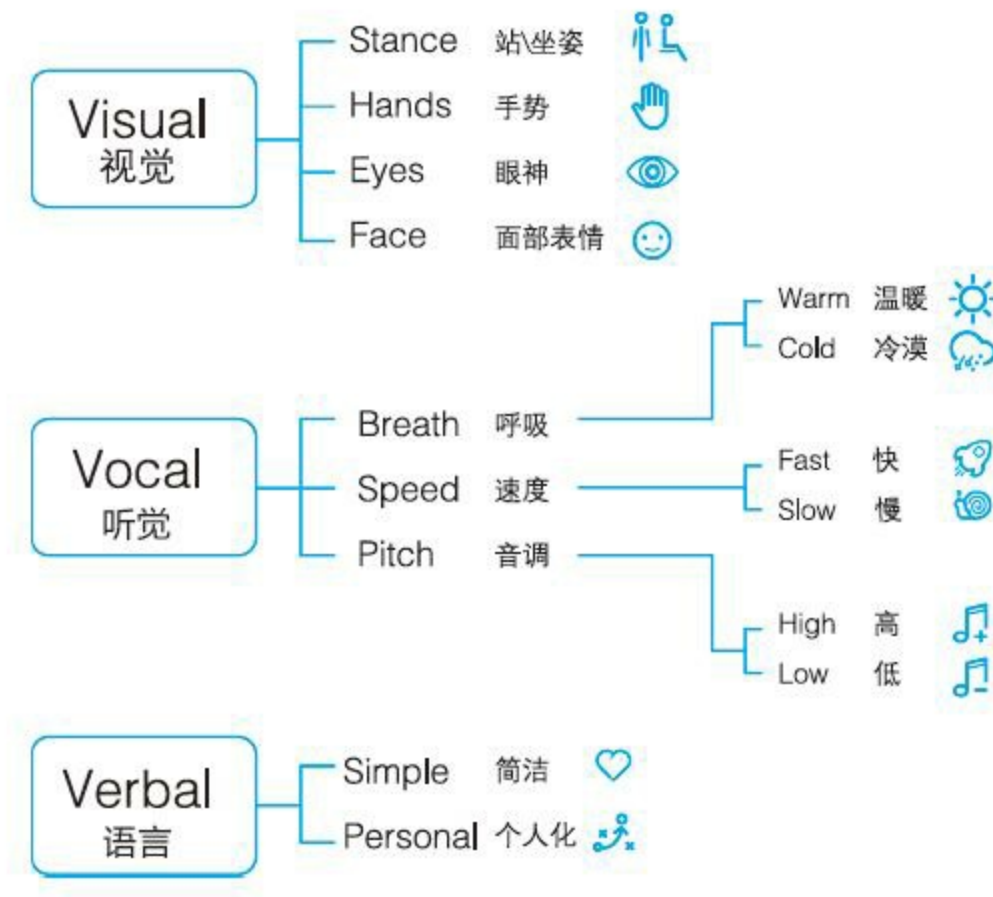 Visual
视觉
Stance 站\坐姿
Hands 手势
Eyes 眼神
Face 面部表情
Vocal
听觉
Breath 呼吸
Warm 温暖
Cold 冷漠
Speed 速度
Fast 快
Slow 慢
Pitch 音调
High 高
Low 低
Verbal
语言
Simple 简洁
Personal 个人化